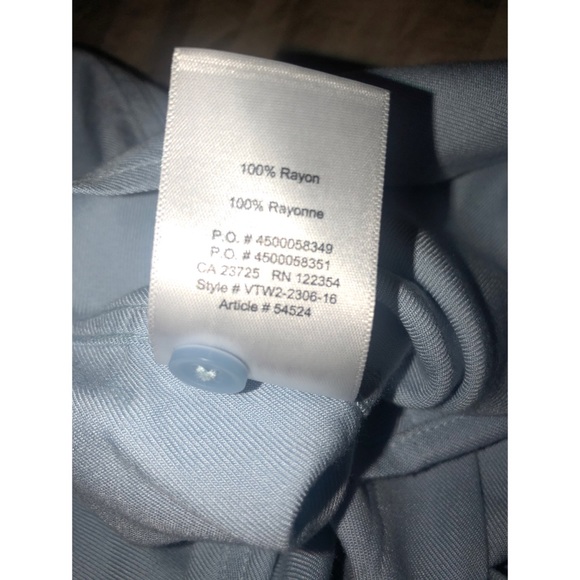 100% Rayon
100% Rayonne
P.O. # 4500058349
P.O. # 4500058351
CA 23725 RN 122354
Style # VTW2-2306-16
Article # 54524